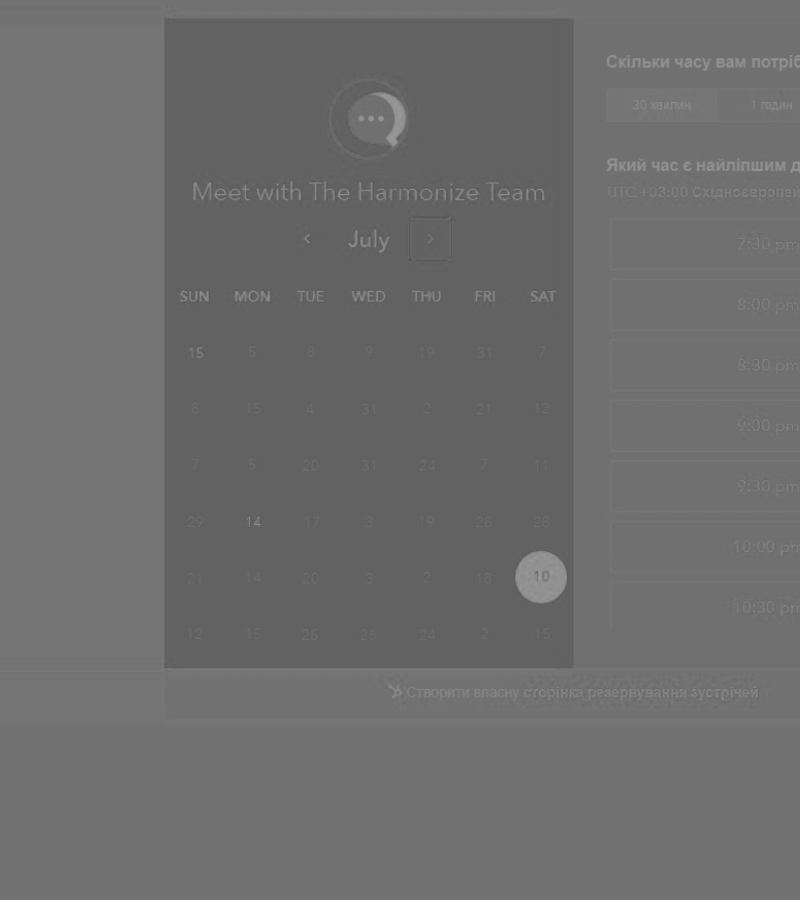 Meet with The Harmonize Team
July
SUN MON TUE WED THU FRI SAT
15 5 8 9 19 31 7
8 15 4 31 2 21 12
7 5 20 31 24 7 11
29 14 17 3 19 26 26
21 14 20 3 2 18 10
12 15 25 26 24 2 15
Скільки часу вам потріб
30 хвилин 1 годин
Який час є найліпшим д
UTC +03:00 Східноєвропей
7:30 pm
8:00 pm
8:30 pm
9:00 pm
9:30 pm
10:00 pm
10:30 pm
Створити власну сторінка резервування зустрічей